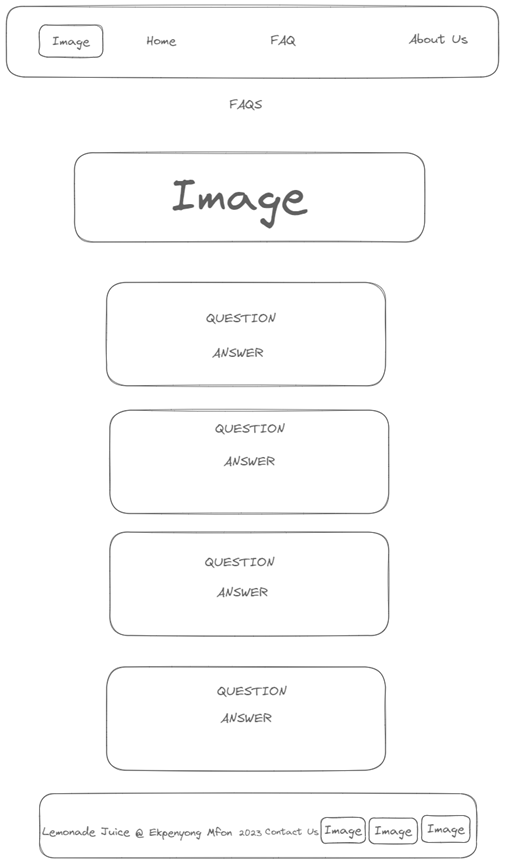 Image Home FAQ About Us
FAQS
Image
QUESTION
ANSWER
QUESTION
ANSWER
QUESTION
ANSWER
QUESTION
ANSWER
Lemonade Juice @ Ekpenyong Mfon 2023 Contact Us Image Image Image